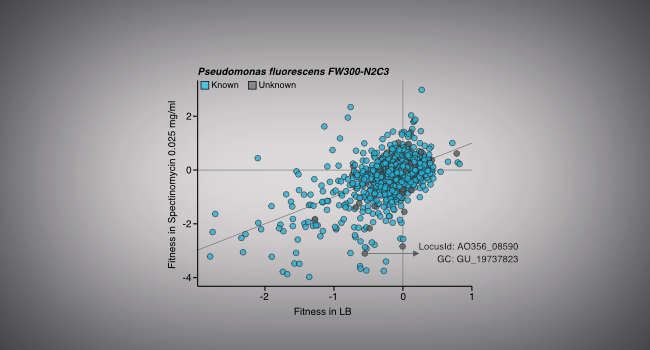 Pseudomonas fluorescens FW300-N2C3
Known Unknown
Fitness in Spectinomycin 0.025 mg/ml
2
0
-2
-4
LocusId: AO356_08590
GC: GU_19737823
-2 -1 0 1
Fitness in LB